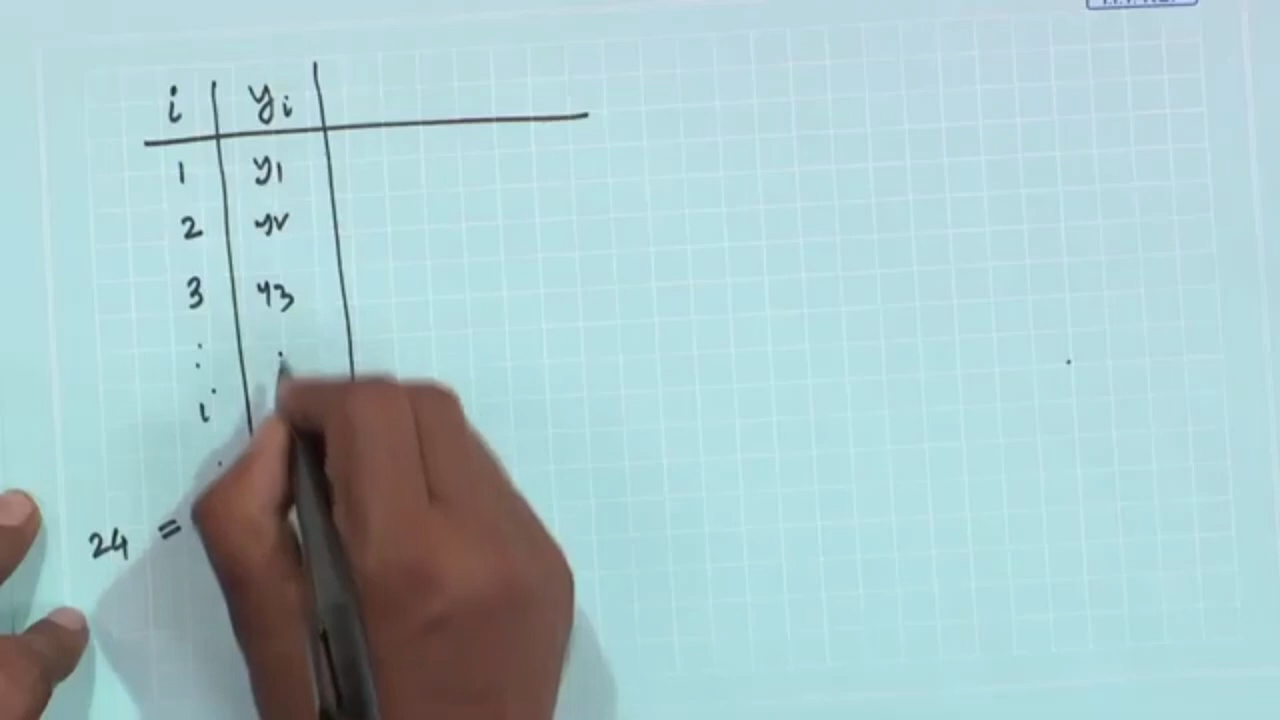 i yi
1 y1
2 y2
3 y3
:
i
24 =